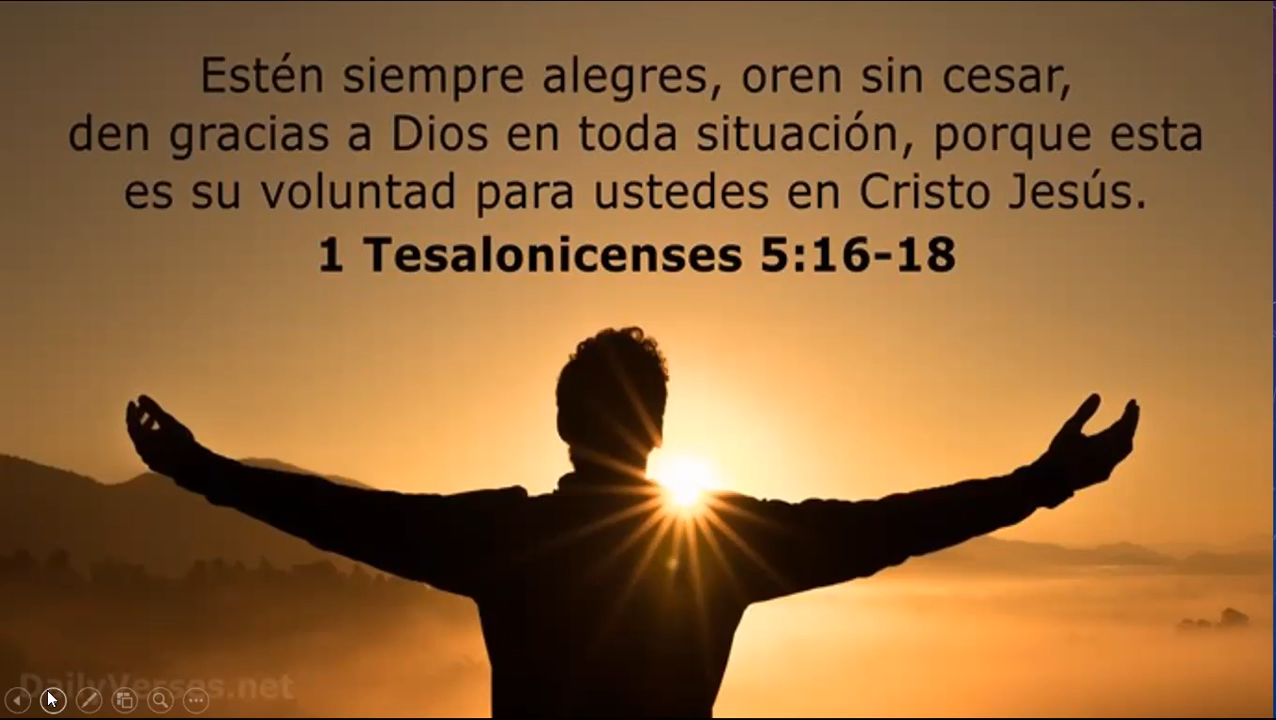 Estén siempre alegres, oren sin cesar,
den gracias a Dios en toda situación, porque esta
es su voluntad para ustedes en Cristo Jesús.
1 Tesalonicenses 5:16-18
DailyVerses.net